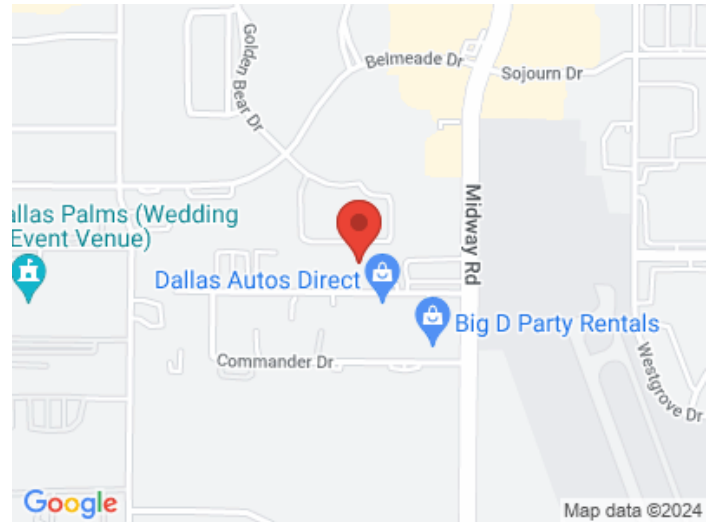 Golden Bear Dr
Belmeade Dr
Sojourn Dr
allas Palms (Wedding
Event Venue)
Midway Rd
Dallas Autos Direct
Big D Party Rentals
Commander Dr
Westgrove Dr
Google
Map data ©2024